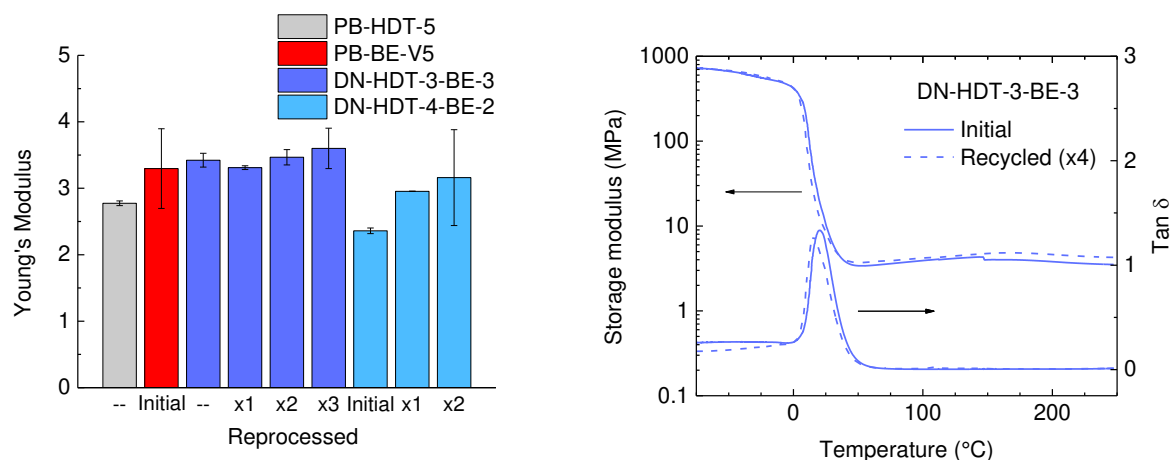 PB-HDT-5
PB-BE-V5
DN-HDT-3-BE-3
DN-HDT-4-BE-2
5
4
3
2
1
0
Young's Modulus
-- Initial -- x1 x2 x3 Initial x1 x2
Reprocessed
1000
100
10
1
0.1
Storage modulus (MPa)
DN-HDT-3-BE-3
Initial
Recycled (x4)
3
2
1
0
Tan δ
0 100 200
Temperature (°C)